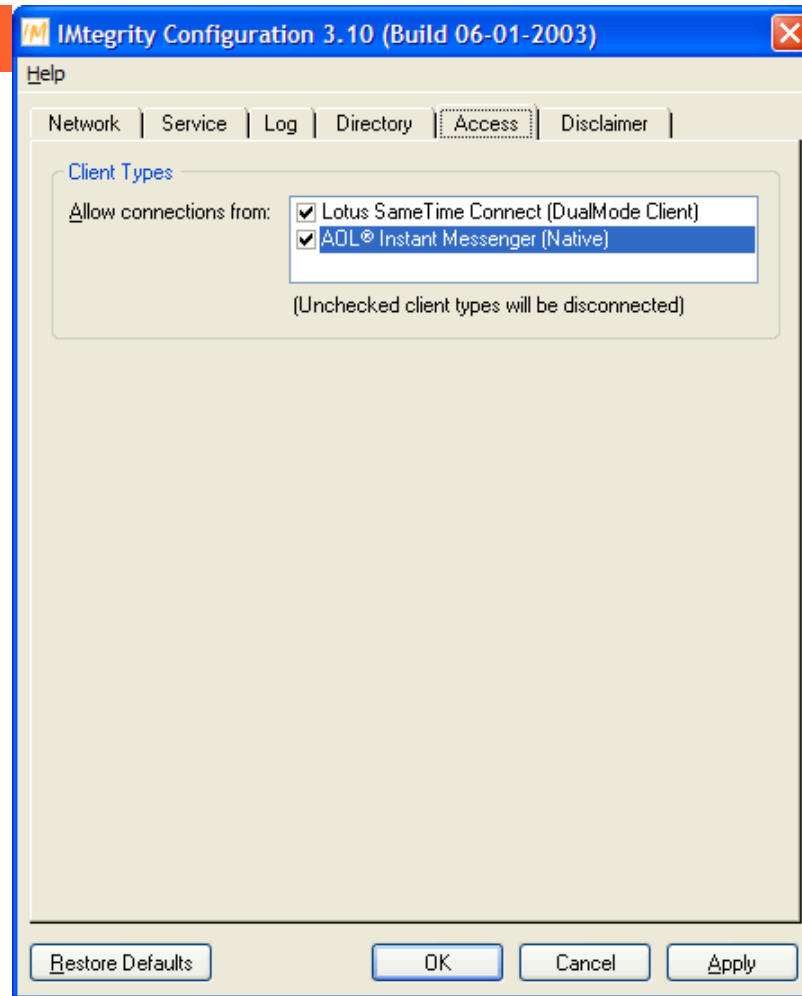 IM IMtegrity Configuration 3.10 (Build 06-01-2003)
Help
Network Service Log Directory Access Disclaimer
Client Types
Allow connections from: Lotus SameTime Connect (DualMode Client)
AOL® Instant Messenger (Native)
(Unchecked client types will be disconnected)
Restore Defaults OK Cancel Apply